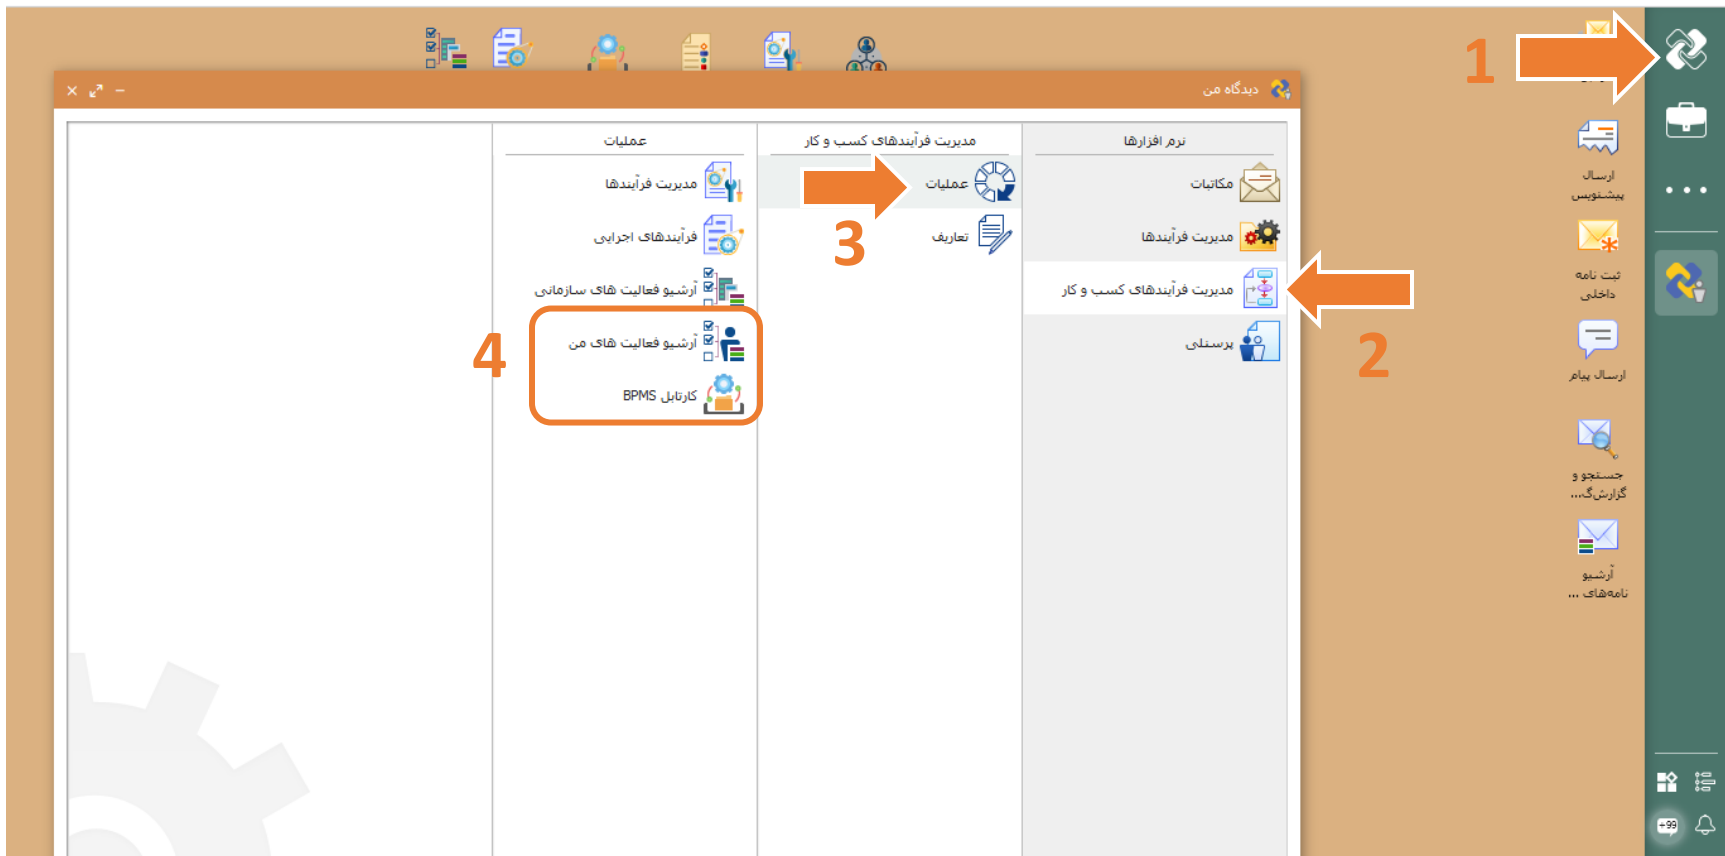 1
دیدگاه من
نرم افزارها
مکاتبات
مدیریت فرآیندها
مدیریت فرآیندهای کسب و کار
پرسنلی
2
مدیریت فرآیندهای کسب و کار
عملیات
تعاریف
3
عملیات
مدیریت فرآیندها
فرآیندهای اجرایی
آرشیو فعالیت های سازمانی
آرشیو فعالیت های من
کارتابل BPMS
4
ارسال
پیشنویس
ثبت نامه
داخلی
ارسال پیام
جستجو و
گزارش‌گ...
آرشیو
نامه‌های ...
+99